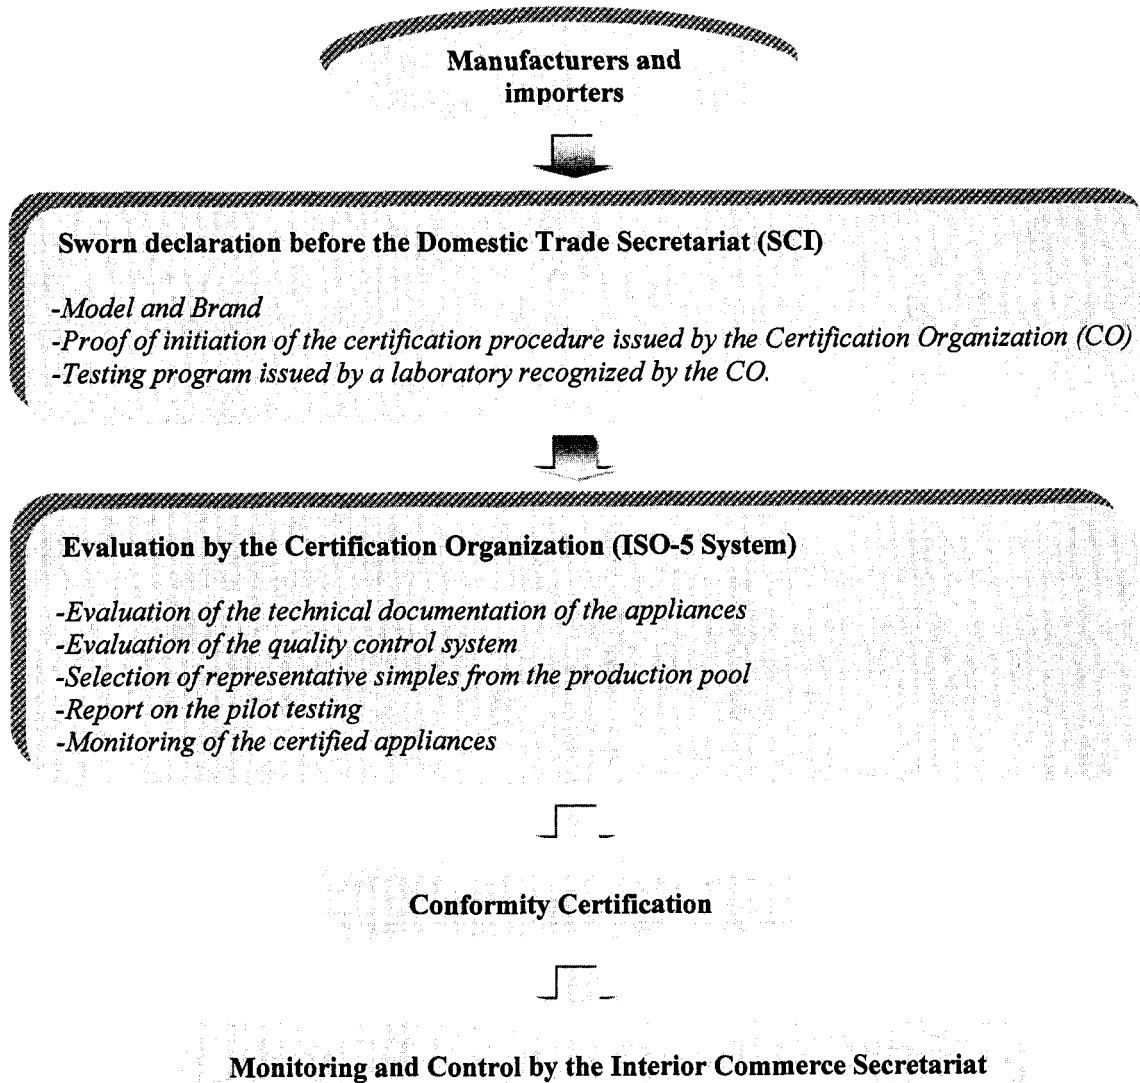 Manufacturers and
importers
Sworn declaration before the Domestic Trade Secretariat (SCI)
-Model and Brand
-Proof of initiation of the certification procedure issued by the Certification Organization (CO)
-Testing program issued by a laboratory recognized by the CO.
Evaluation by the Certification Organization (ISO-5 System)
-Evaluation of the technical documentation of the appliances
-Evaluation of the quality control system
-Selection of representative simples from the production pool
-Report on the pilot testing
-Monitoring of the certified appliances
Conformity Certification
Monitoring and Control by the Interior Commerce Secretariat